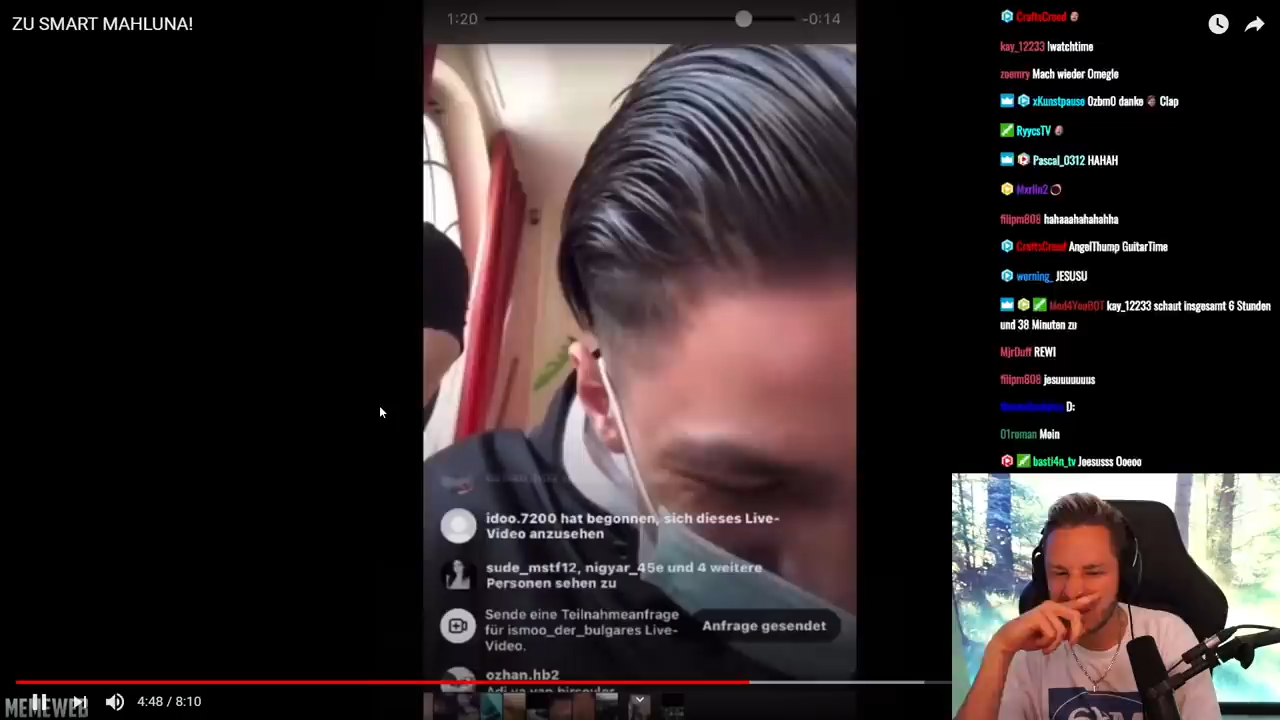 ZU SMART MAHLUNA!
1:20
-0:14
idoo.7200 hat begonnen, sich dieses Live-
Video anzusehen
sude_mstf12, nigyar_45e und 4 weitere
Personen sehen zu
Sende eine Teilnahmeanfrage
für ismoo_der_bulgares Live-
Video.
Anfrage gesendet
ozhan.hb2
4:48 / 8:10
MEMEWEB
CraftsCreed
kay_12233 !watchtime
zoemry Mach wieder Omegle
xKunstpause OzbmO danke Clap
RyycsTV
Pascal_0312 HAHAH
Mxrlin2
filipm808 hahaaahahahahha
CraftsCreed AngelThump GuitarTime
werning_ JESUSU
Mod4YouBOT kay_12233 schaut insgesamt 6 Stunden
und 38 Minuten zu
MjrDuff REWI
filipm808 jesuuuuuuus
D:
01roman Moin
basti4n_tv Joesusss Ooeoo